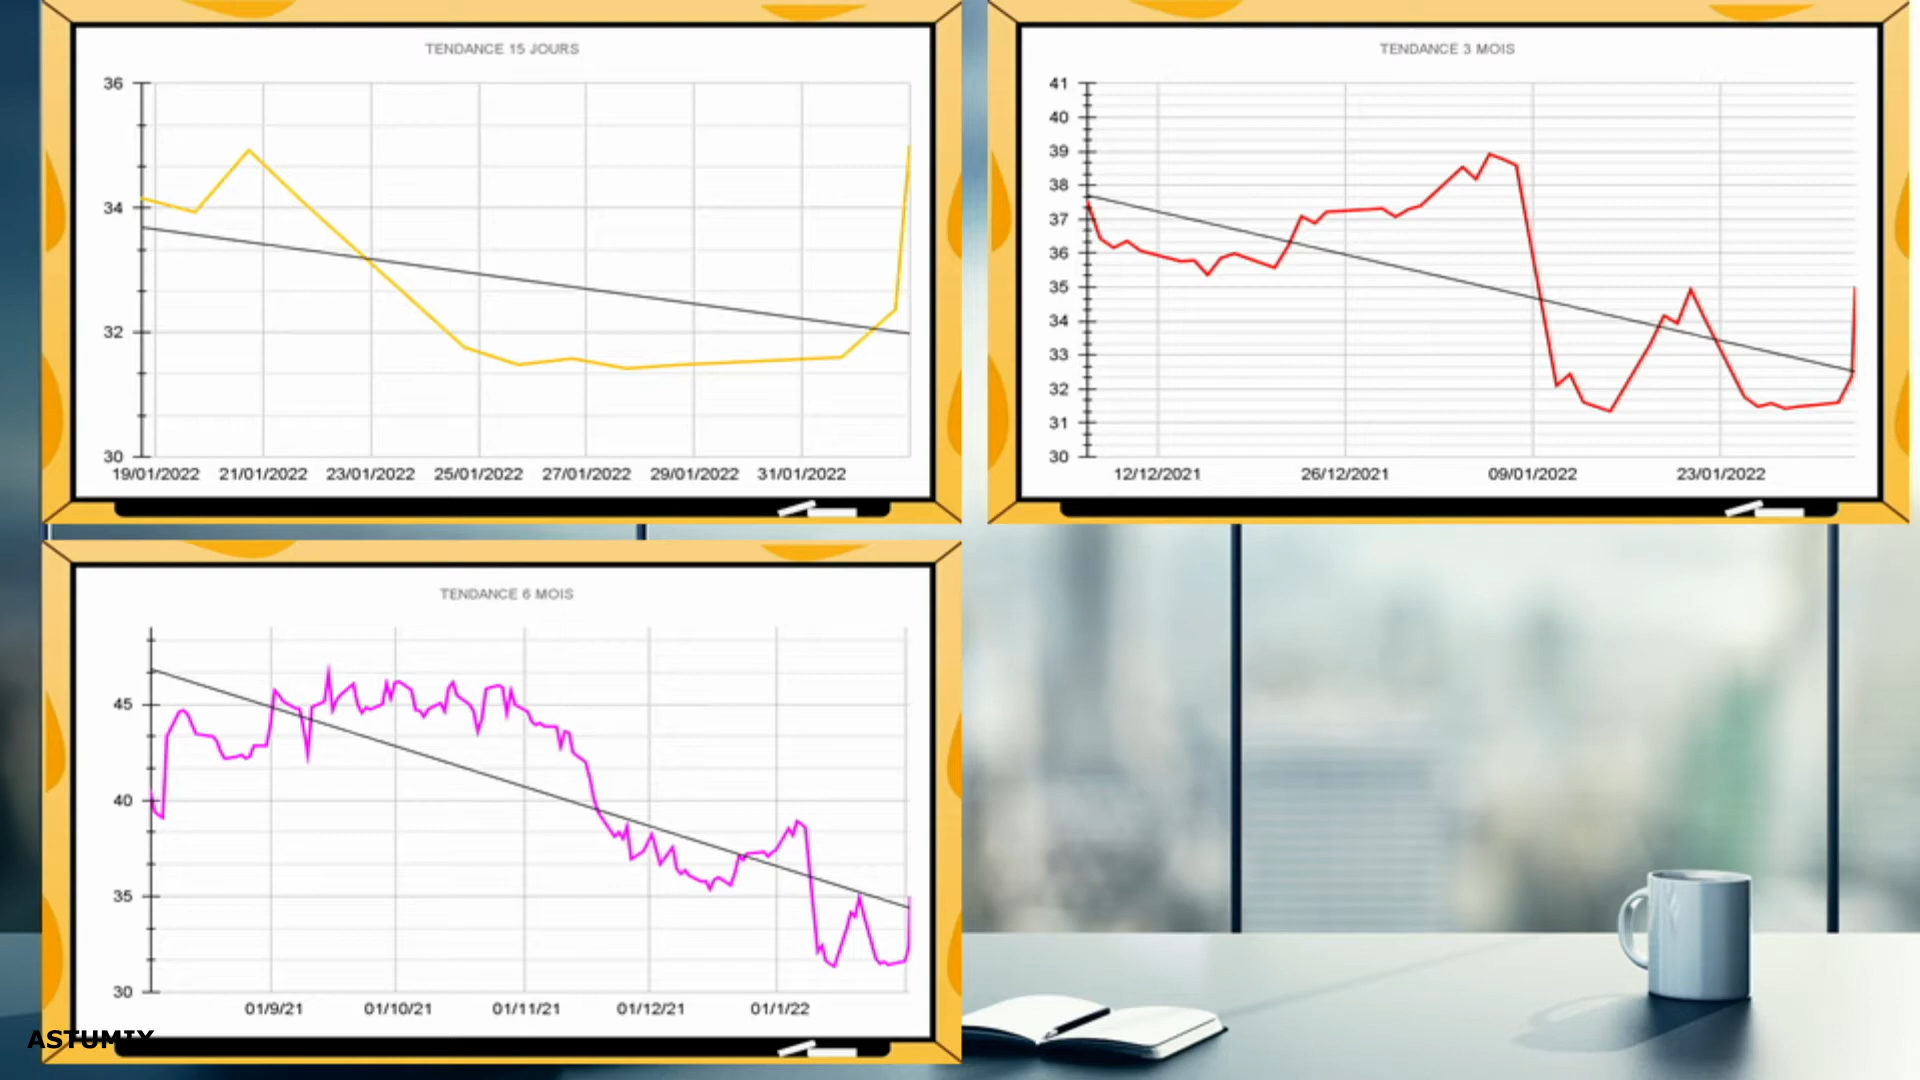 TENDANCE 15 JOURS
36
34
32
30
19/01/2022 21/01/2022 23/01/2022 25/01/2022 27/01/2022 29/01/2022 31/01/2022
TENDANCE 3 MOIS
41
40
39
38
37
36
35
34
33
32
31
30
12/12/2021 26/12/2021 09/01/2022 23/01/2022
TENDANCE 6 MOIS
45
40
35
30
01/9/21 01/10/21 01/11/21 01/12/21 01/1/22
ASTUMIX